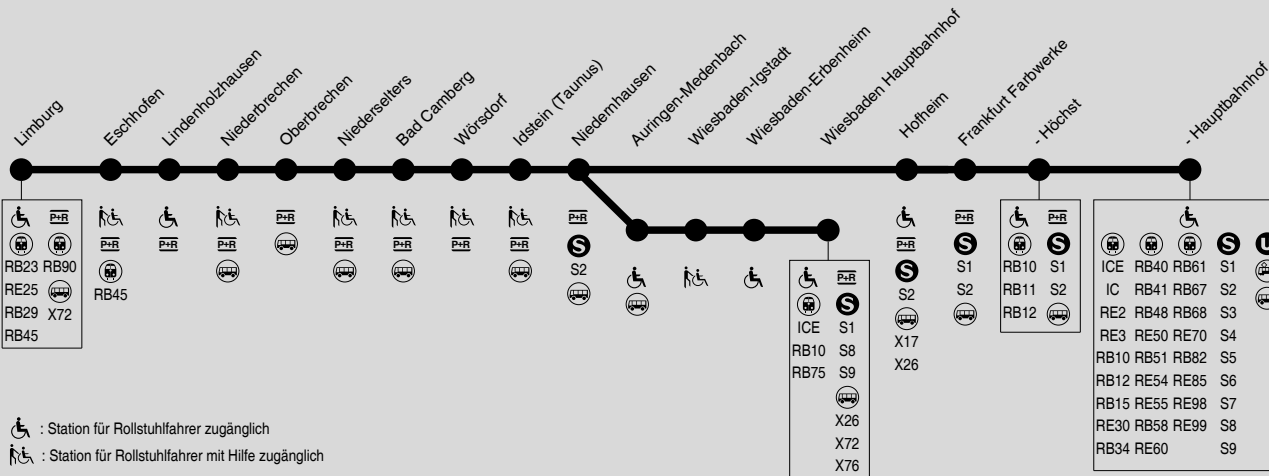 Limburg
Eschhofen
Lindenholzhausen
Niederbrechen
Oberbrechen
Niederselters
Bad Camberg
Wörsdorf
Idstein (Taunus)
Niedernhausen
Auringen-Medenbach
Wiesbaden-Igstadt
Wiesbaden-Erbenheim
Wiesbaden Hauptbahnhof
Hofheim
Frankfurt Farbwerke
- Höchst
- Hauptbahnhof
P+R
RB23 RB90
RE25
RB29 X72
RB45
P+R
RB45
P+R
P+R
P+R
P+R
P+R
P+R
P+R
P+R
S
S2
P+R
S
ICE S1
RB10 S8
RB75 S9
X26
X72
X76
P+R
S
S2
X17
X26
P+R
S
S1
S2
P+R
S
RB10 S1
RB11 S2
RB12
S U
ICE RB40 RB61 S1
IC RB41 RB67 S2
RE2 RB48 RB68 S3
RE3 RE50 RE70 S4
RB10 RB51 RB82 S5
RB12 RE54 RE85 S6
RB15 RE55 RE98 S7
RE30 RB58 RE99 S8
RB34 RE60 S9
: Station für Rollstuhlfahrer zugänglich
: Station für Rollstuhlfahrer mit Hilfe zugänglich